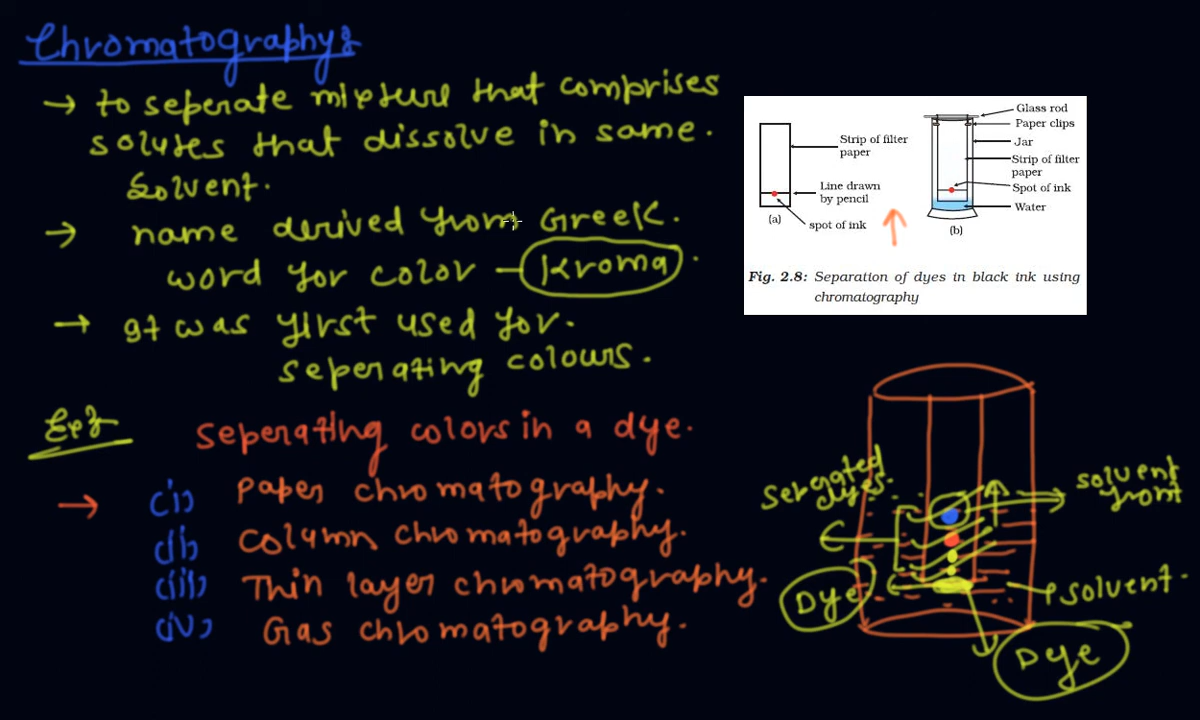 Chromatography:
→ to seperate mixture that comprises
solutes that dissolve in same.
Solvent.
→ name derived from Greek.
word for color - Kroma.
→ It was first used for.
seperating colours.
Ex:
Seperating colors in a dye.
→ (i) Paper chromatography.
(ii) Column chromatography.
(iii) Thin layer chromatography.
(iv) Gas chromatography.
Strip of filter
paper
Line drawn
by pencil
spot of ink
(a)
Glass rod
Paper clips
Jar
Strip of filter
paper
Spot of ink
Water
(b)
Fig. 2.8: Separation of dyes in black ink using
chromatography
Seperated
dyes.
solvent
front
solvent.
Dye
Dye